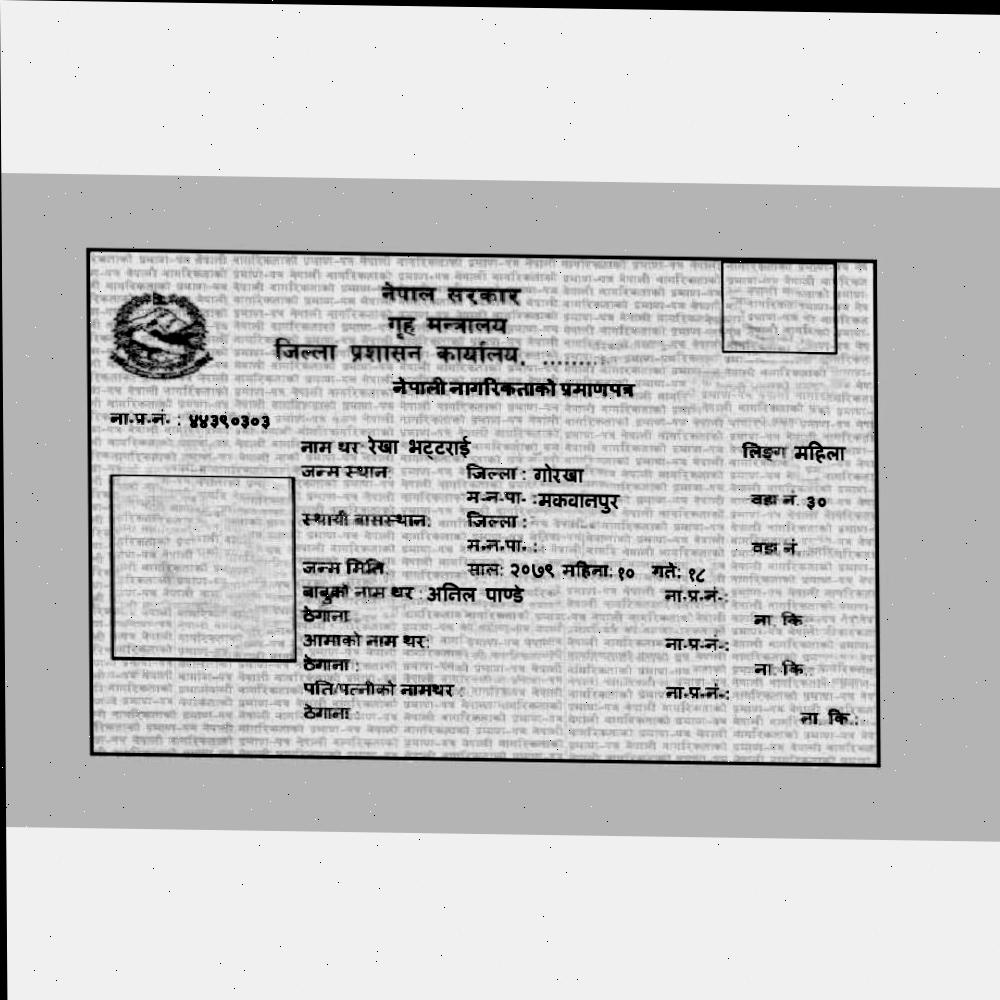 नेपाल सरकार
गृह मन्त्रालय
जिल्ला प्रशासन कार्यालय, .........
नेपाली नागरिकताको प्रमाणपत्र
ना.प्र.नं. : ४४३९०३०३
नाम थर रेखा भट्टराई लिङ्ग महिला
जन्म स्थान: जिल्ला : गोरखा
म.न.पा. : मकवानपुर वडा नं. ३०
स्थायी बासस्थान: जिल्ला :
म.न.पा. : वडा नं.
जन्म मिति: साल: २०७९ महिना: १० गते: १८
बाबुको नाम थर : अतिल पाण्डे ना.प्र.नं.:
ठेगाना ना. कि.
आमाको नाम थर: ना.प्र.नं.:
ठेगाना : ना. कि.
पति/पत्नीको नामथर : ना.प्र.नं.:
ठेगाना : ना. कि.: